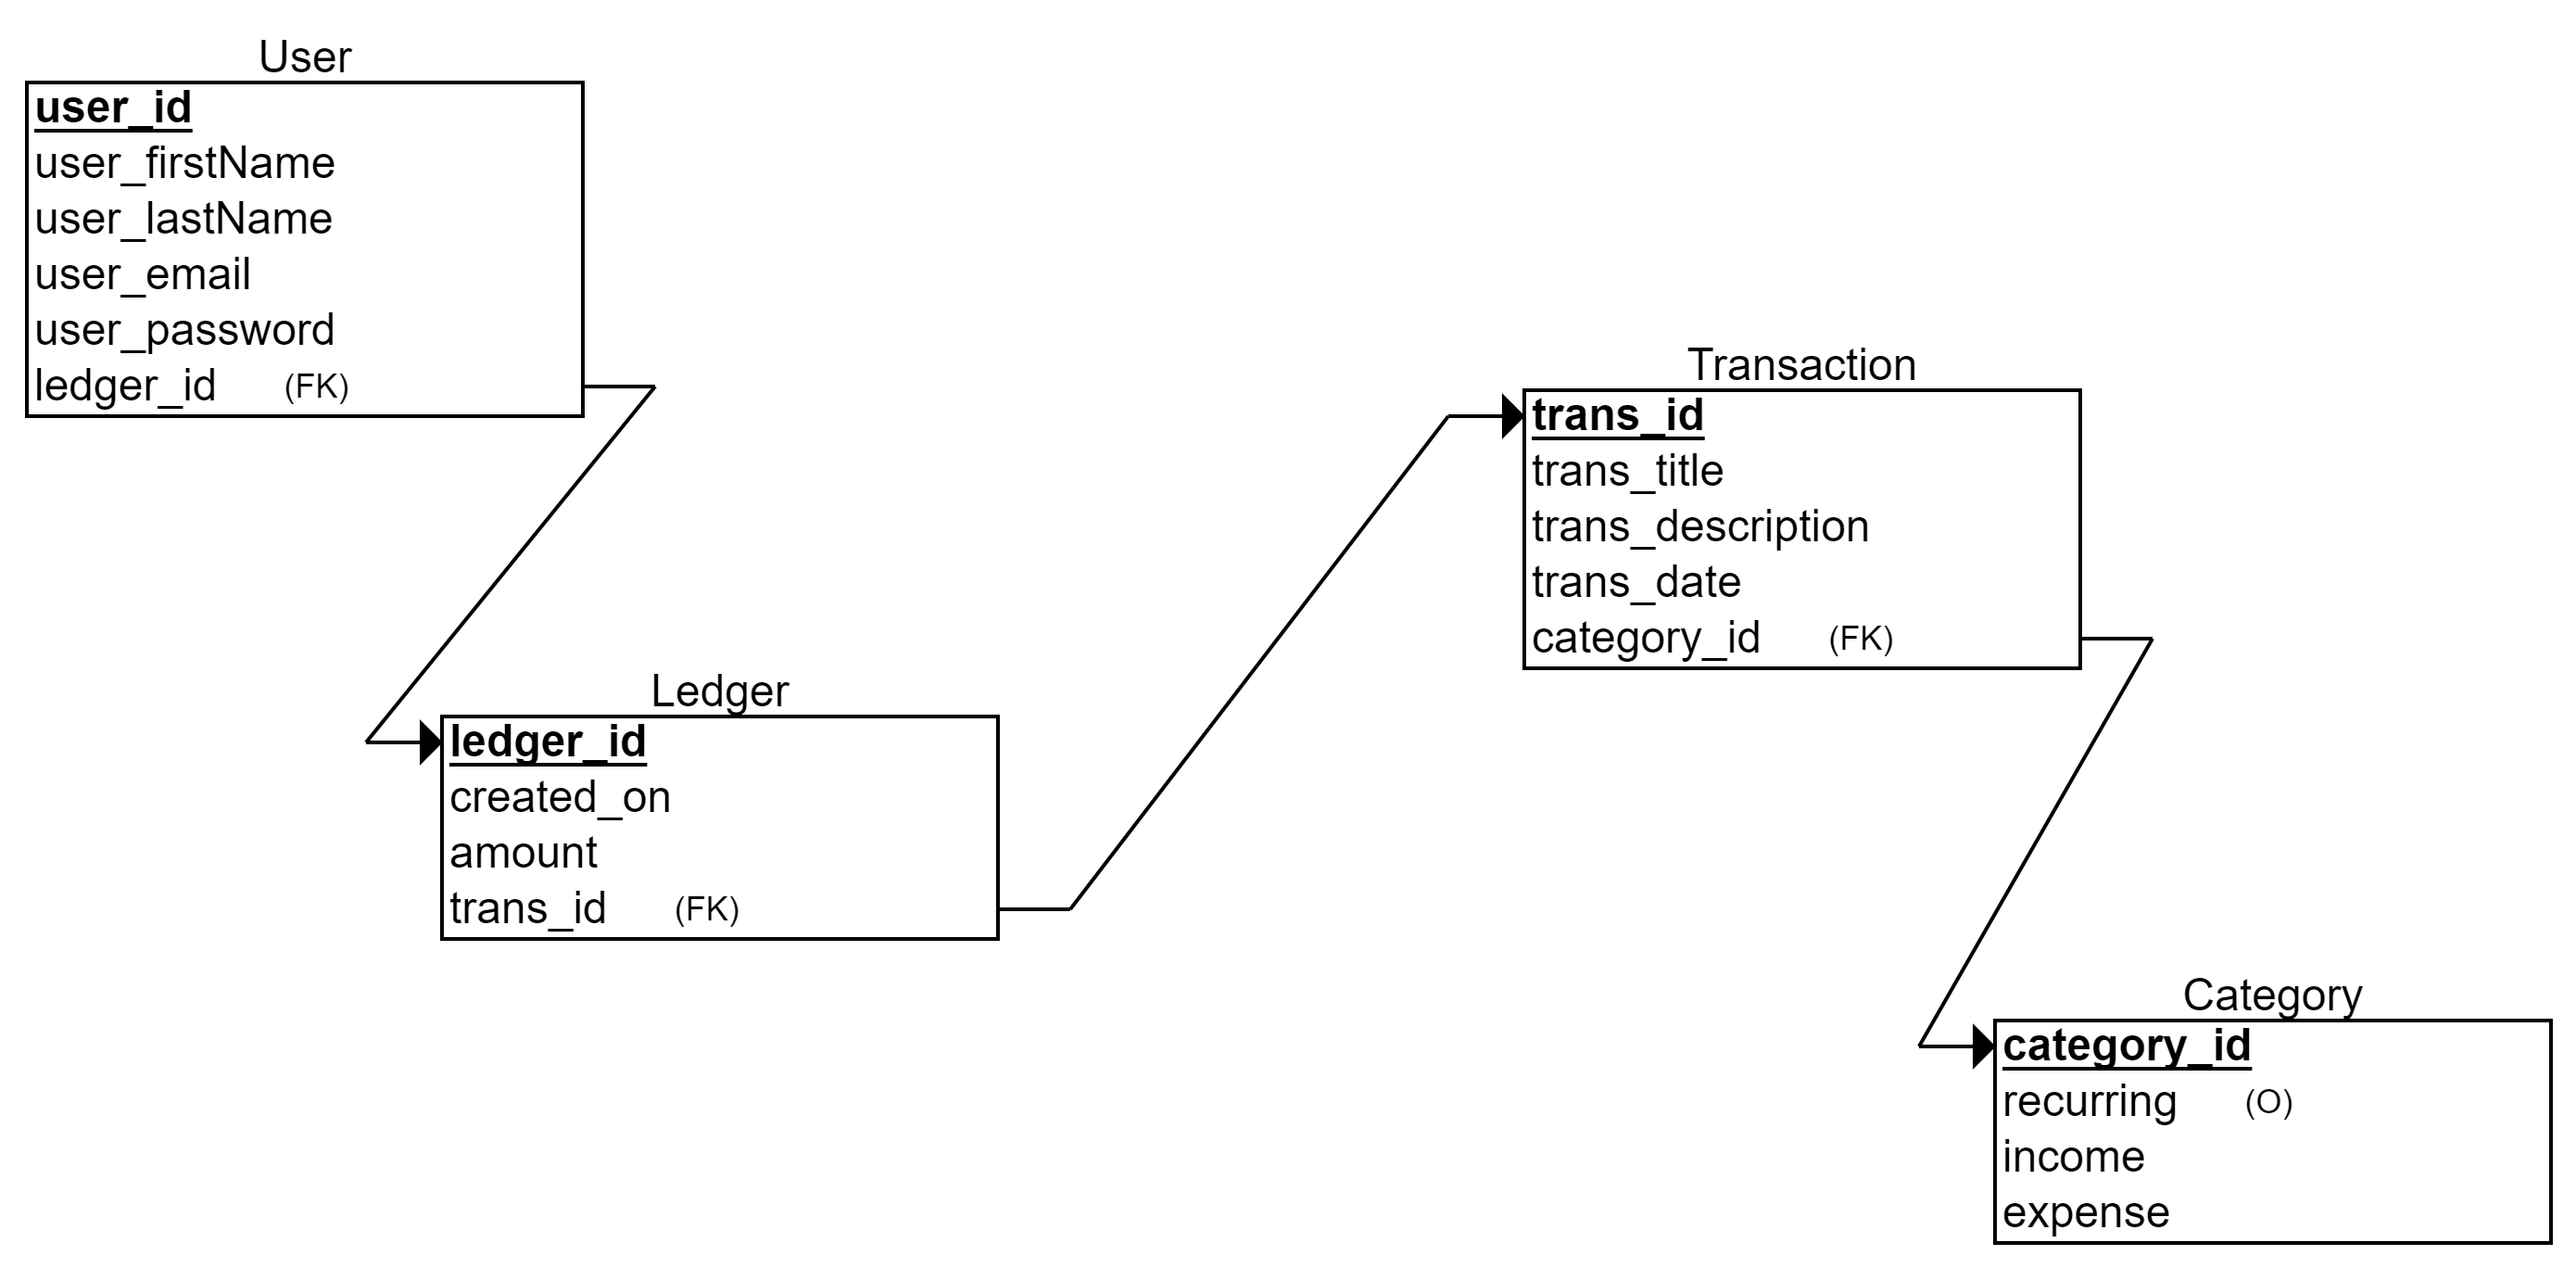 User
user_id
user_firstName
user_lastName
user_email
user_password
ledger_id (FK)
Ledger
ledger_id
created_on
amount
trans_id (FK)
Transaction
trans_id
trans_title
trans_description
trans_date
category_id (FK)
Category
category_id
recurring (O)
income
expense